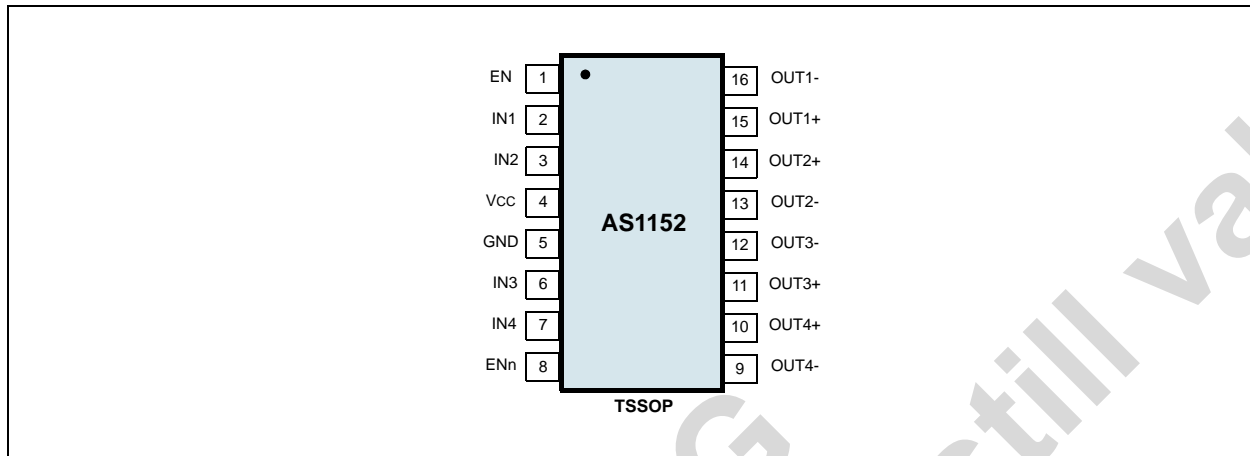 EN 1 16 OUT1-
IN1 2 15 OUT1+
IN2 3 14 OUT2+
VCC 4 13 OUT2-
AS1152
GND 5 12 OUT3-
IN3 6 11 OUT3+
IN4 7 10 OUT4+
ENn 8 9 OUT4-
TSSOP
G
still